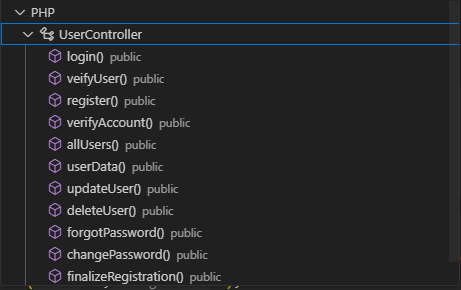 PHP
UserController
login() public
veifyUser() public
register() public
verifyAccount() public
allUsers() public
userData() public
updateUser() public
deleteUser() public
forgotPassword() public
changePassword() public
finalizeRegistration() public